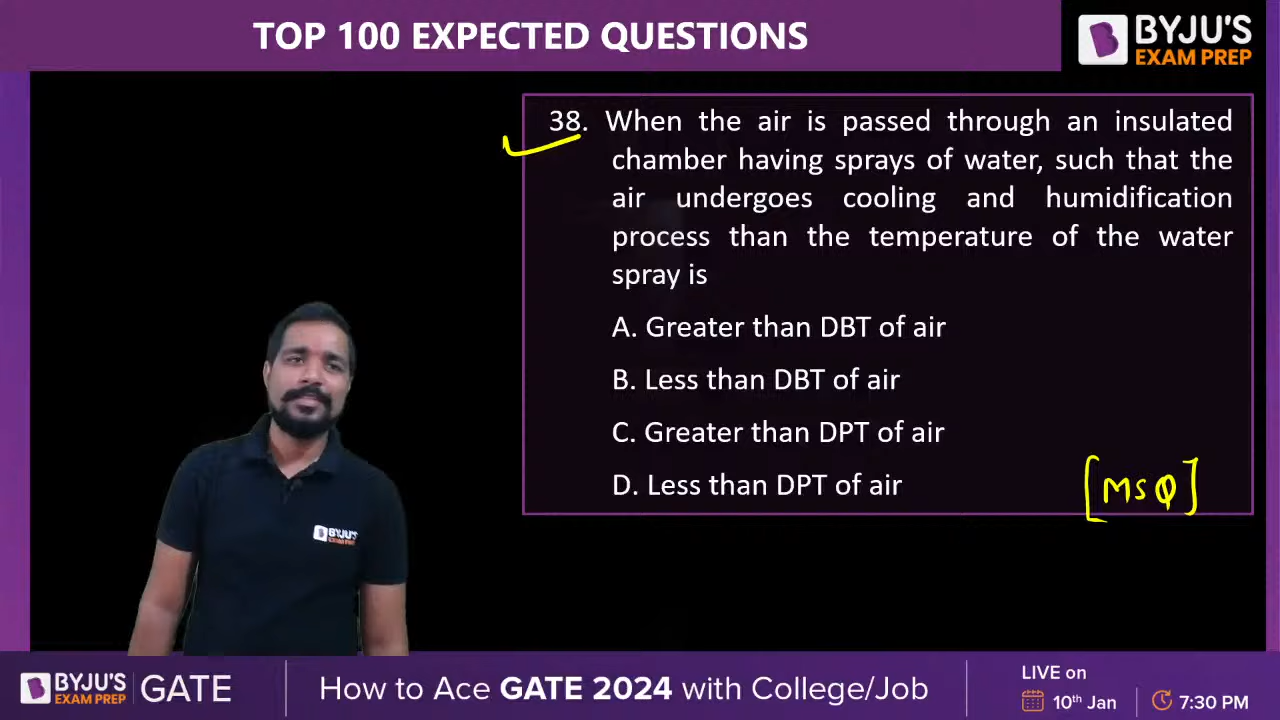 TOP 100 EXPECTED QUESTIONS
BYJU'S
EXAM PREP
38. When the air is passed through an insulated
chamber having sprays of water, such that the
air undergoes cooling and humidification
process than the temperature of the water
spray is
A. Greater than DBT of air
B. Less than DBT of air
C. Greater than DPT of air
D. Less than DPT of air
[MSQ]
BYJU'S
BYJU'S
EXAM PREP
GATE
How to Ace GATE 2024 with College/Job
LIVE on
10th Jan
7:30 PM